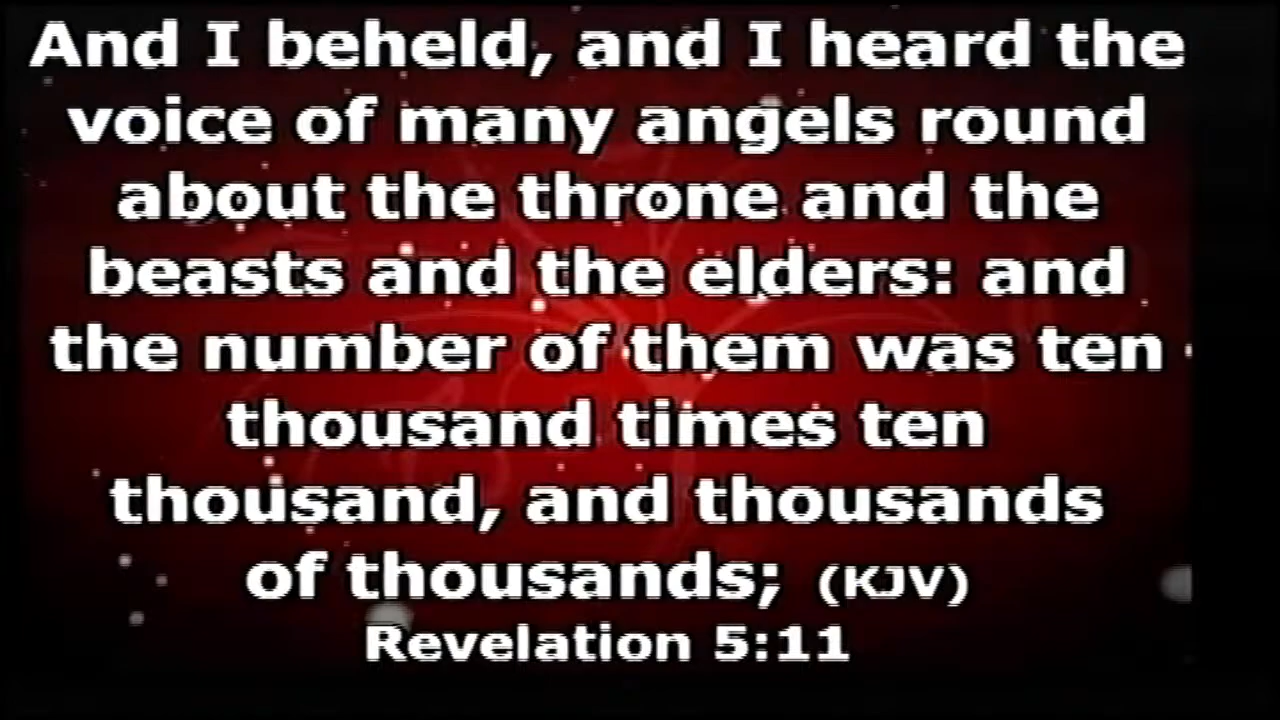 And I beheld, and I heard the
voice of many angels round
about the throne and the
beasts and the elders: and
the number of them was ten
thousand times ten
thousand, and thousands
of thousands; (KJV)
Revelation 5:11